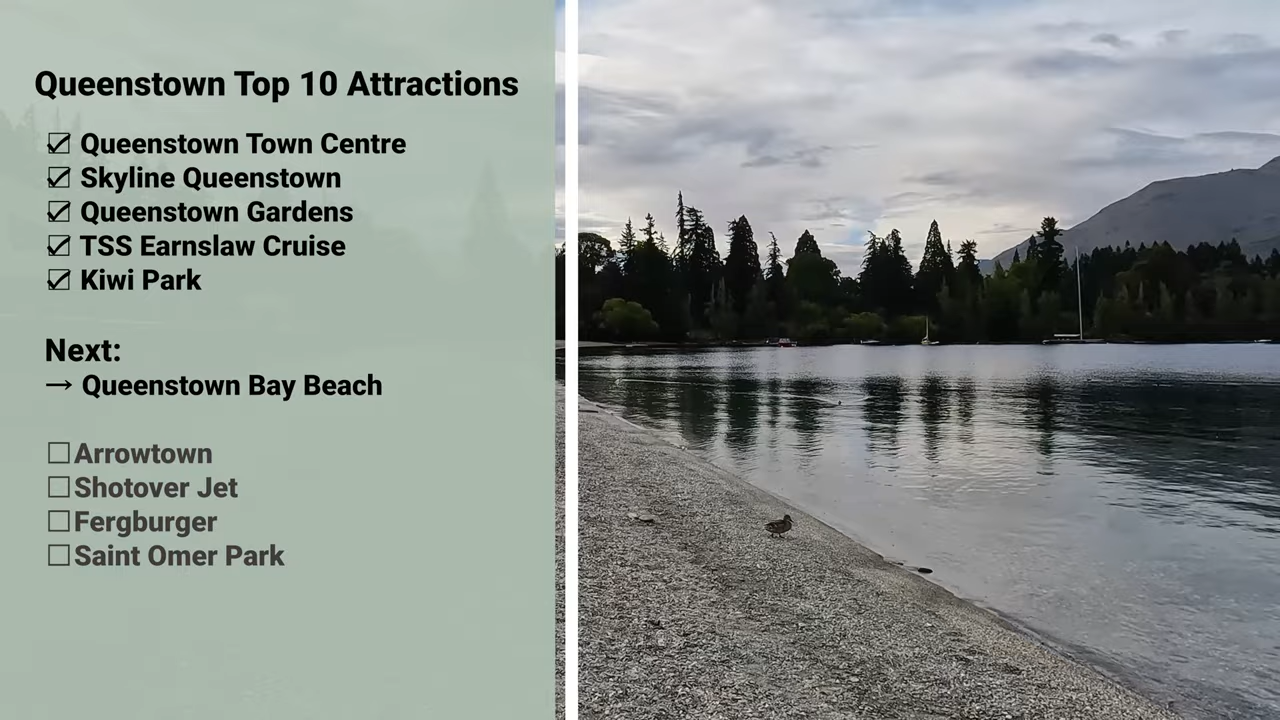 Queenstown Top 10 Attractions
☑ Queenstown Town Centre
☑ Skyline Queenstown
☑ Queenstown Gardens
☑ TSS Earnslaw Cruise
☑ Kiwi Park
Next:
→ Queenstown Bay Beach
☐Arrowtown
☐Shotover Jet
☐Fergburger
☐Saint Omer Park